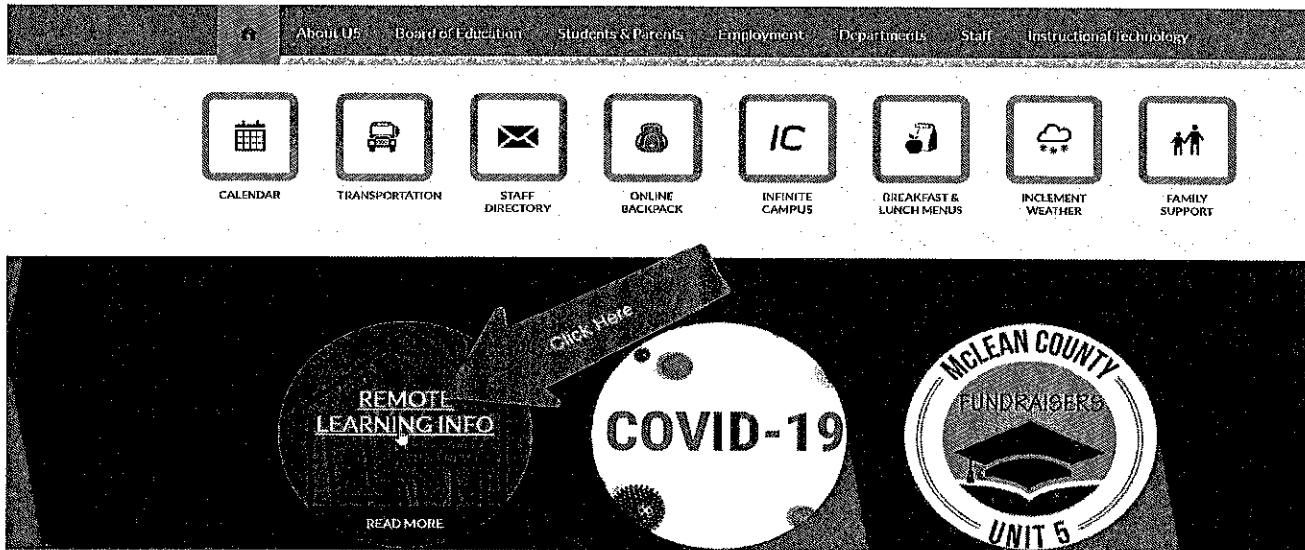 About US Board of Education Students & Parents Employment Departments Staff Instructional Technology
IC
CALENDAR
TRANSPORTATION
STAFF
DIRECTORY
ONLINE
BACKPACK
INFINITE
CAMPUS
BREAKFAST &
LUNCH MENUS
INCLEMENT
WEATHER
FAMILY
SUPPORT
Click Here
REMOTE
LEARNING INFO
READ MORE
COVID-19
McLEAN COUNTY
FUNDRAISERS
UNIT 5